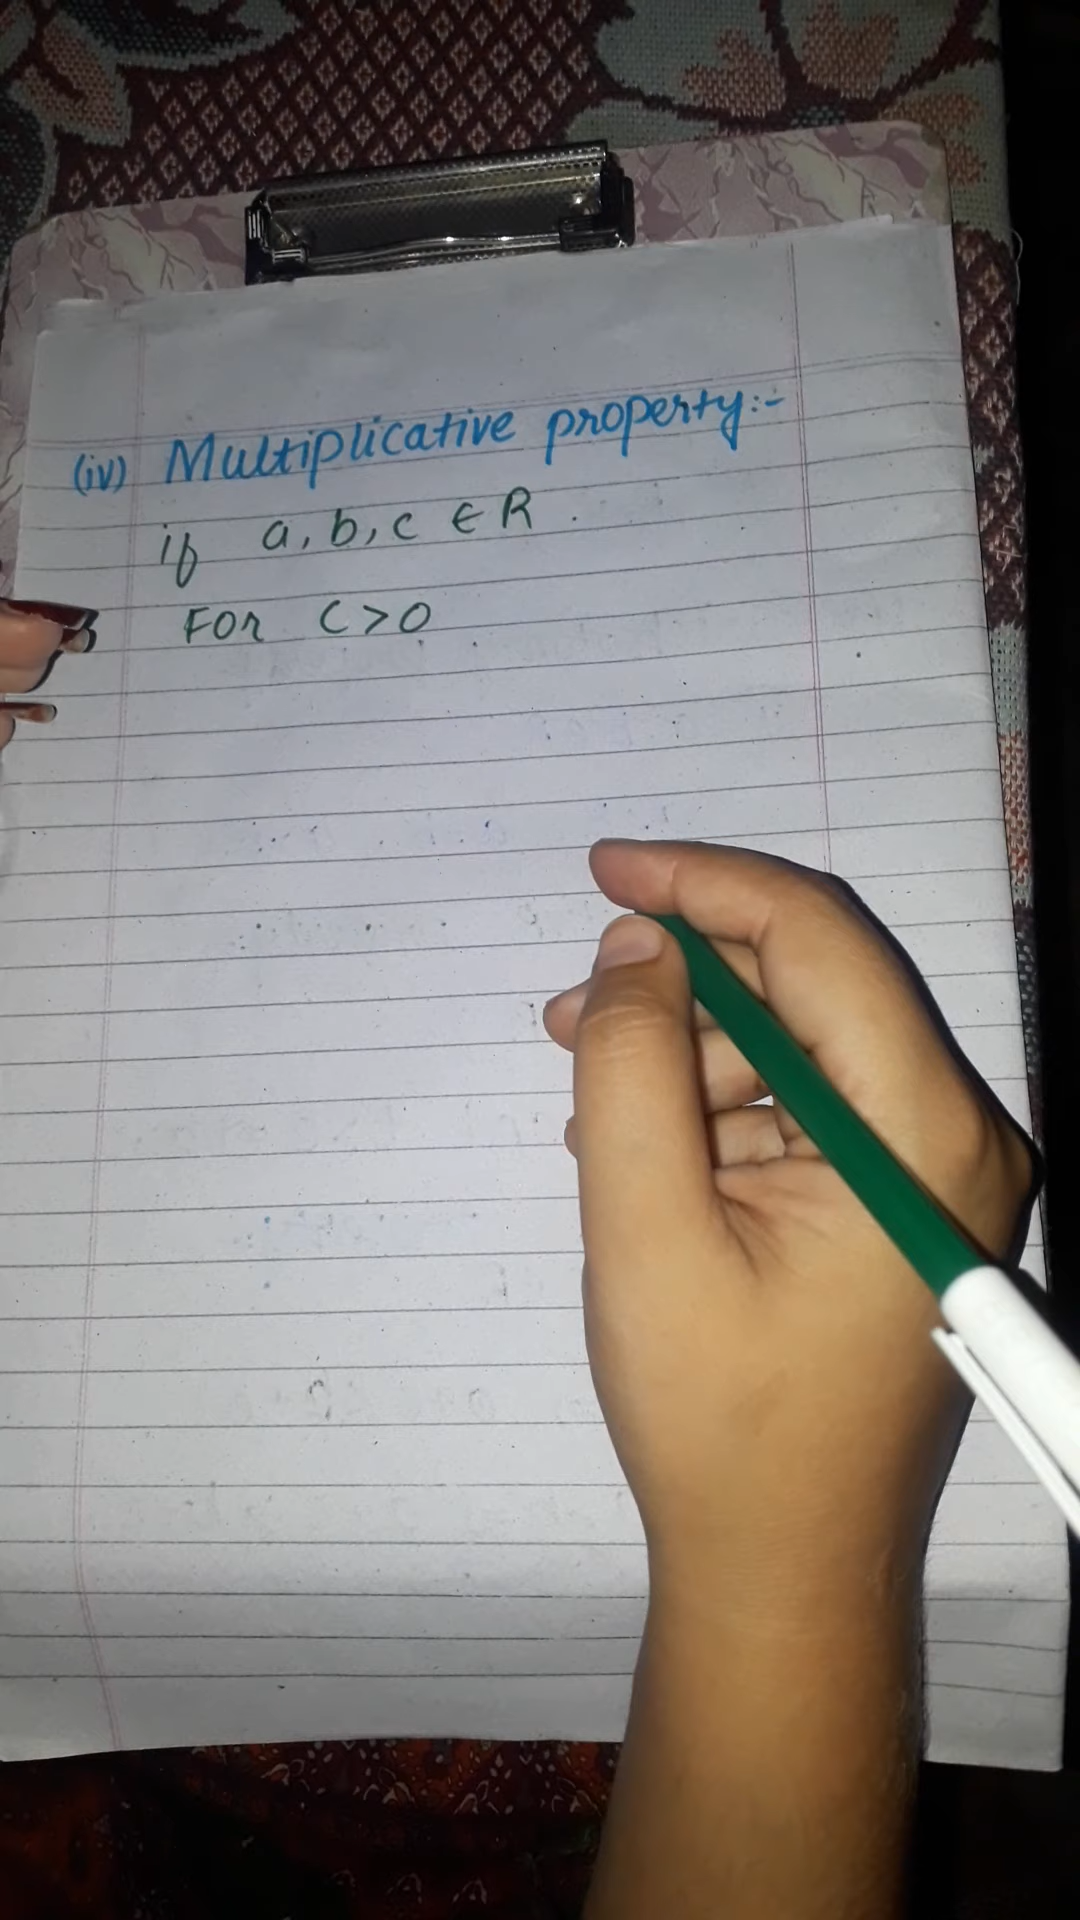 (iv) Multiplicative property:-
if a, b, c ∈ R.
For C > 0